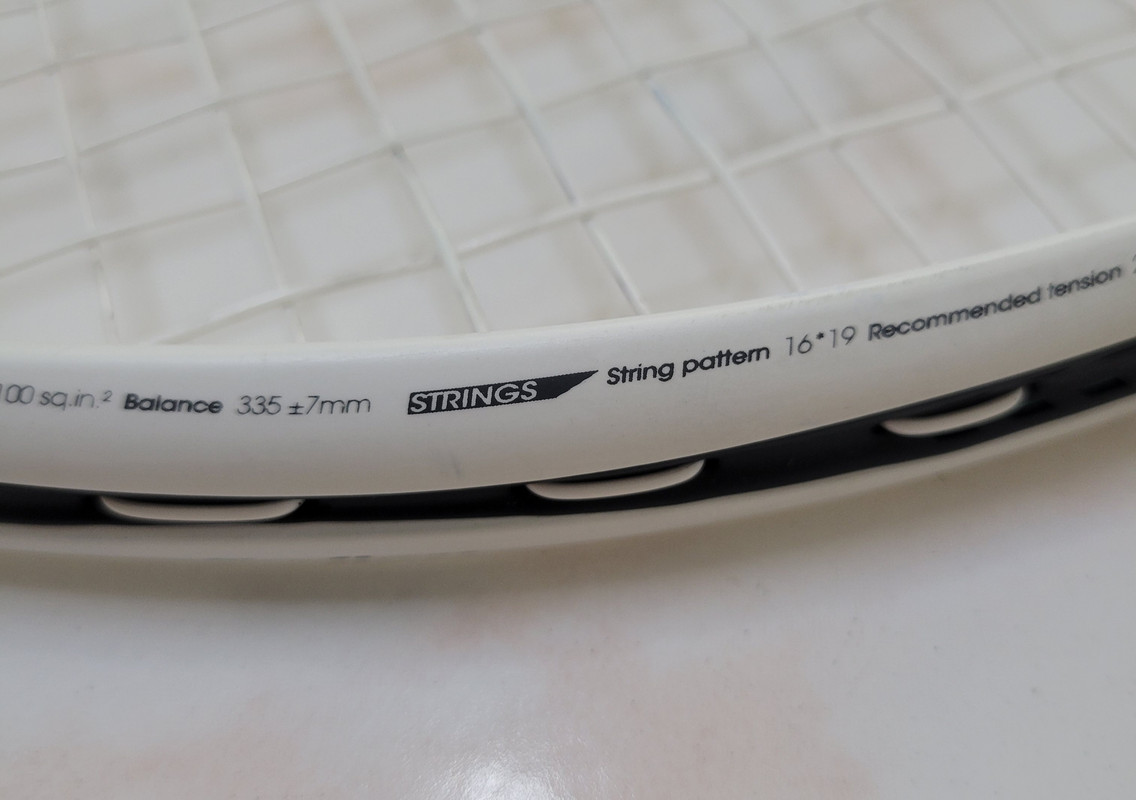 100 sq.in.² Balance 335 ±7mm STRINGS String pattern 16*19 Recommended tension